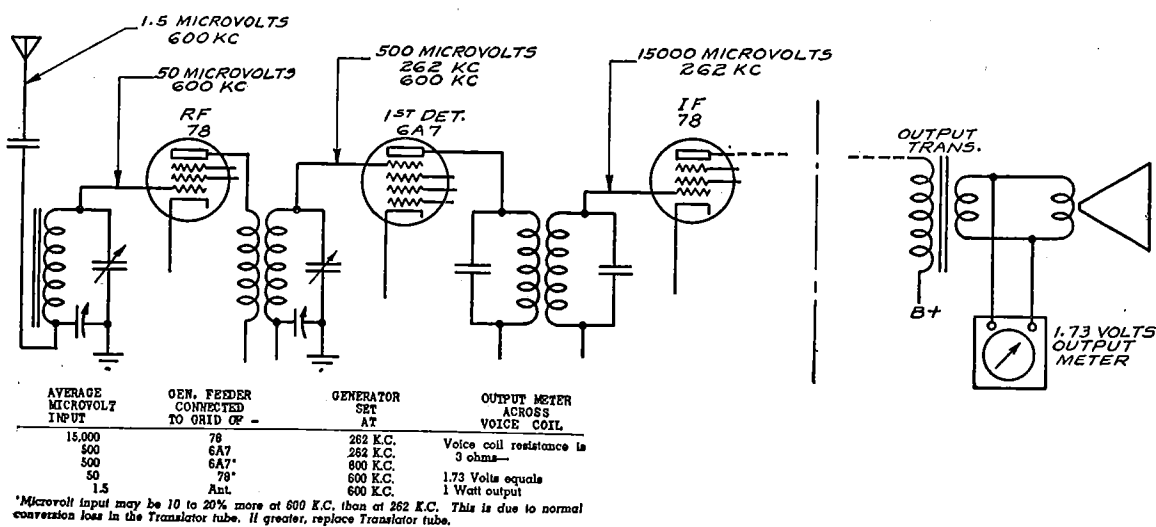 1.5 MICROVOLTS
600 KC
50 MICROVOLTS
600 KC
500 MICROVOLTS
262 KC
600 KC
15000 MICROVOLTS
262 KC
RF
78
1ST DET.
6A7
IF
78
OUTPUT
TRANS.
B+
1.73 VOLTS
OUTPUT
METER
AVERAGE MICROVOLT INPUT GEN. FEEDER CONNECTED TO GRID OF - GENERATOR SET AT OUTPUT METER ACROSS VOICE COIL
15,000 78 262 K.C. Voice coil resistance is
500 6A7 262 K.C. 3 ohms—
500 6A7* 600 K.C.
50 78* 600 K.C. 1.73 Volts equals
1.5 Ant. 600 K.C. 1 Watt output
*Microvolt input may be 10 to 20% more at 600 K.C. than at 262 K.C. This is due to normal
conversion loss in the Translator tube. If greater, replace Translator tube.